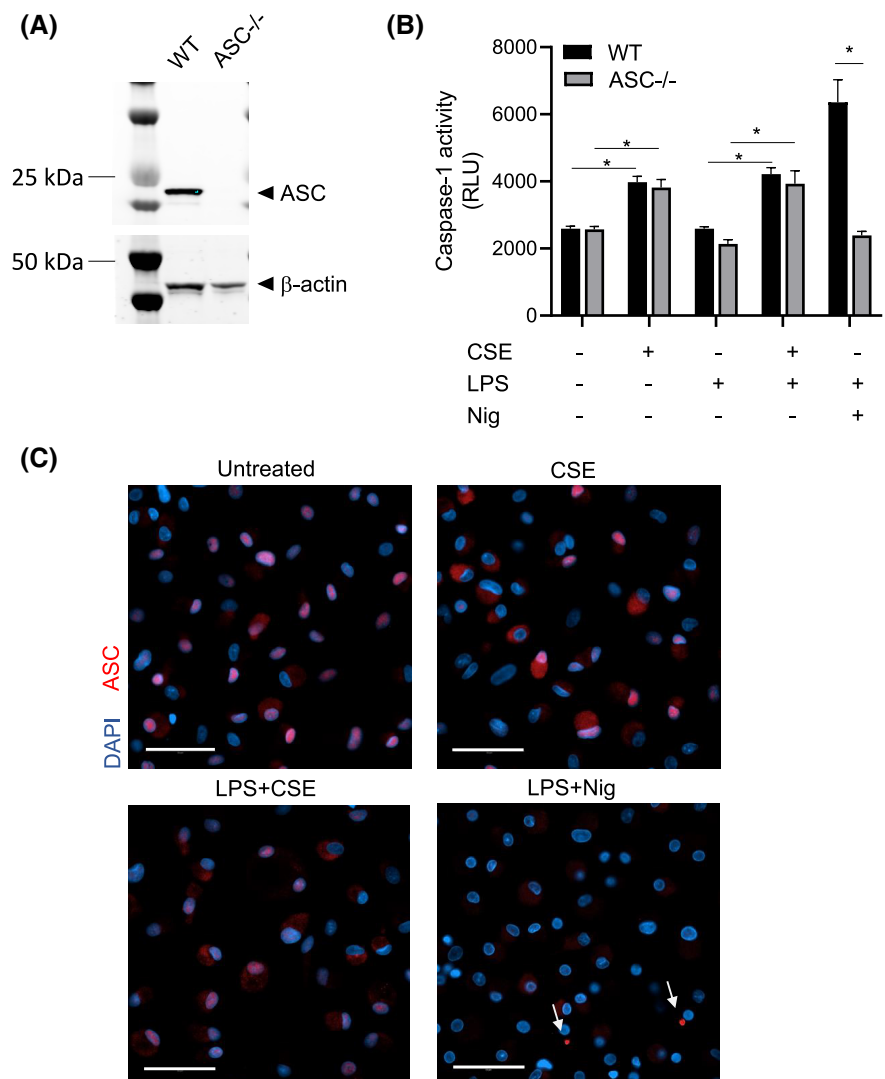 (A)
WT
ASC-/-
25 kDa
ASC
50 kDa
β-actin
(B)
8000
6000
4000
2000
0
Caspase-1 activity
(RLU)
WT
ASC-/-
*
*
*
*
*
CSE - + - + -
LPS - - + + +
Nig - - - - +
(C)
Untreated
CSE
DAPI ASC
LPS+CSE
LPS+Nig